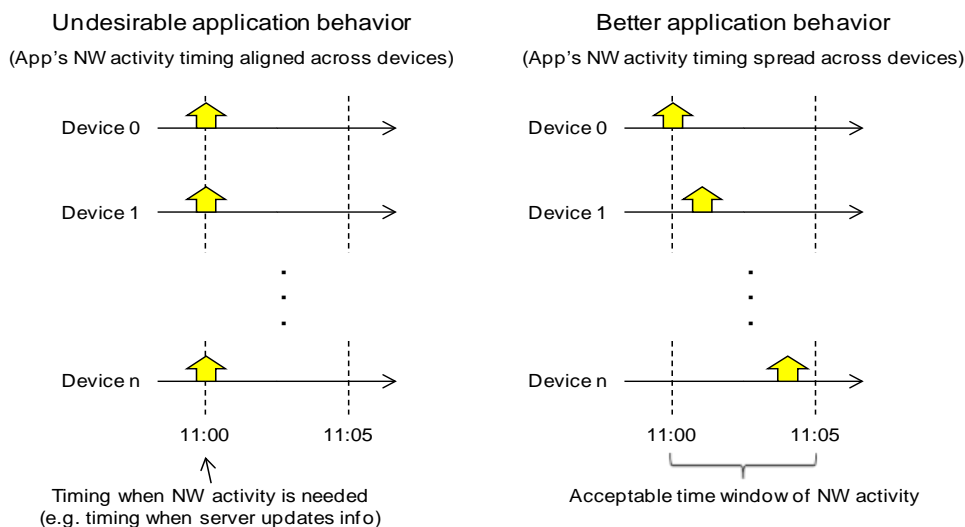 Undesirable application behavior
(App's NW activity timing aligned across devices)
Device 0
Device 1
Device n
11:00
11:05
Timing when NW activity is needed
(e.g. timing when server updates info)
Better application behavior
(App's NW activity timing spread across devices)
Device 0
Device 1
Device n
11:00
11:05
Acceptable time window of NW activity